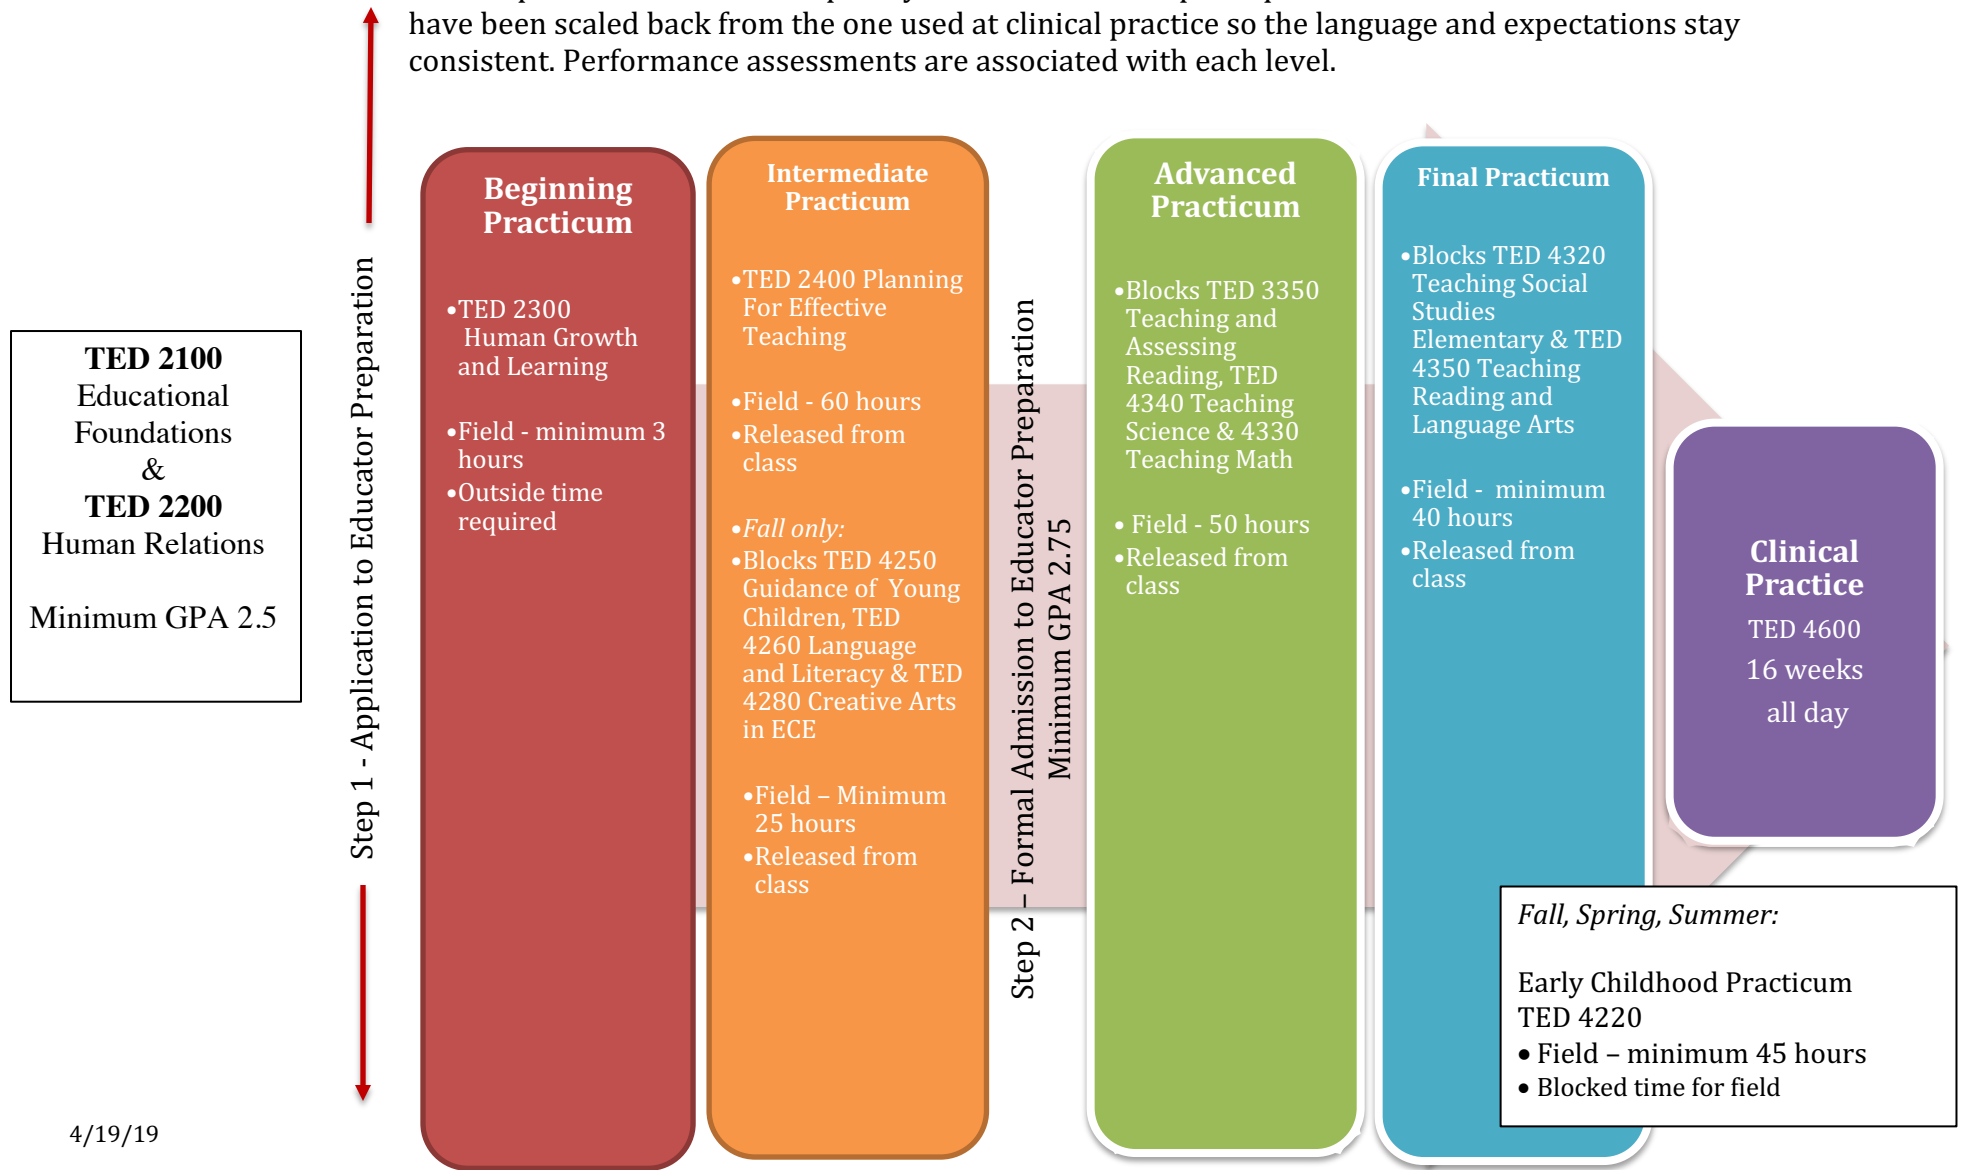 have been scaled back from the one used at clinical practice so the language and expectations stay
consistent. Performance assessments are associated with each level.
TED 2100
Educational
Foundations
&
TED 2200
Human Relations
Minimum GPA 2.5
Step 1 - Application to Educator Preparation
Beginning
Practicum
•TED 2300
Human Growth
and Learning
•Field - minimum 3
hours
•Outside time
required
Intermediate
Practicum
•TED 2400 Planning
For Effective
Teaching
•Field - 60 hours
•Released from
class
•Fall only:
•Blocks TED 4250
Guidance of Young
Children, TED
4260 Language
and Literacy & TED
4280 Creative Arts
in ECE
•Field – Minimum
25 hours
•Released from
class
Step 2 – Formal Admission to Educator Preparation
Minimum GPA 2.75
Advanced
Practicum
•Blocks TED 3350
Teaching and
Assessing
Reading, TED
4340 Teaching
Science & 4330
Teaching Math
• Field - 50 hours
•Released from
class
Final Practicum
•Blocks TED 4320
Teaching Social
Studies
Elementary & TED
4350 Teaching
Reading and
Language Arts
•Field - minimum
40 hours
•Released from
class
Clinical
Practice
TED 4600
16 weeks
all day
Fall, Spring, Summer:
Early Childhood Practicum
TED 4220
• Field – minimum 45 hours
• Blocked time for field
4/19/19